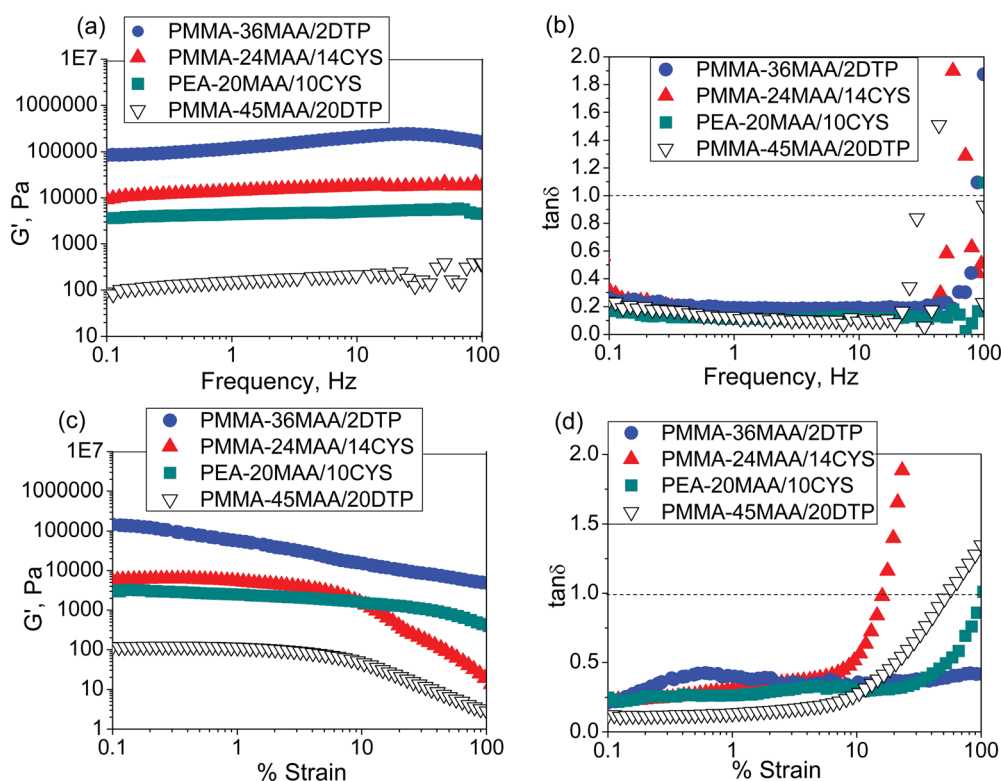 (a)
PMMA-36MAA/2DTP
PMMA-24MAA/14CYS
PEA-20MAA/10CYS
PMMA-45MAA/20DTP
1E7
1000000
100000
10000
1000
100
10
G', Pa
0.1 1 10 100
Frequency, Hz
(b)
PMMA-36MAA/2DTP
PMMA-24MAA/14CYS
PEA-20MAA/10CYS
PMMA-45MAA/20DTP
2.0
1.8
1.6
1.4
1.2
1.0
0.8
0.6
0.4
0.2
0.0
tanδ
0.1 1 10 100
Frequency, Hz
(c)
PMMA-36MAA/2DTP
PMMA-24MAA/14CYS
PEA-20MAA/10CYS
PMMA-45MAA/20DTP
1E7
1000000
100000
10000
1000
100
10
1
G', Pa
0.1 1 10 100
% Strain
(d)
PMMA-36MAA/2DTP
PMMA-24MAA/14CYS
PEA-20MAA/10CYS
PMMA-45MAA/20DTP
2.0
1.5
1.0
0.5
0.0
tanδ
0.1 1 10 100
% Strain